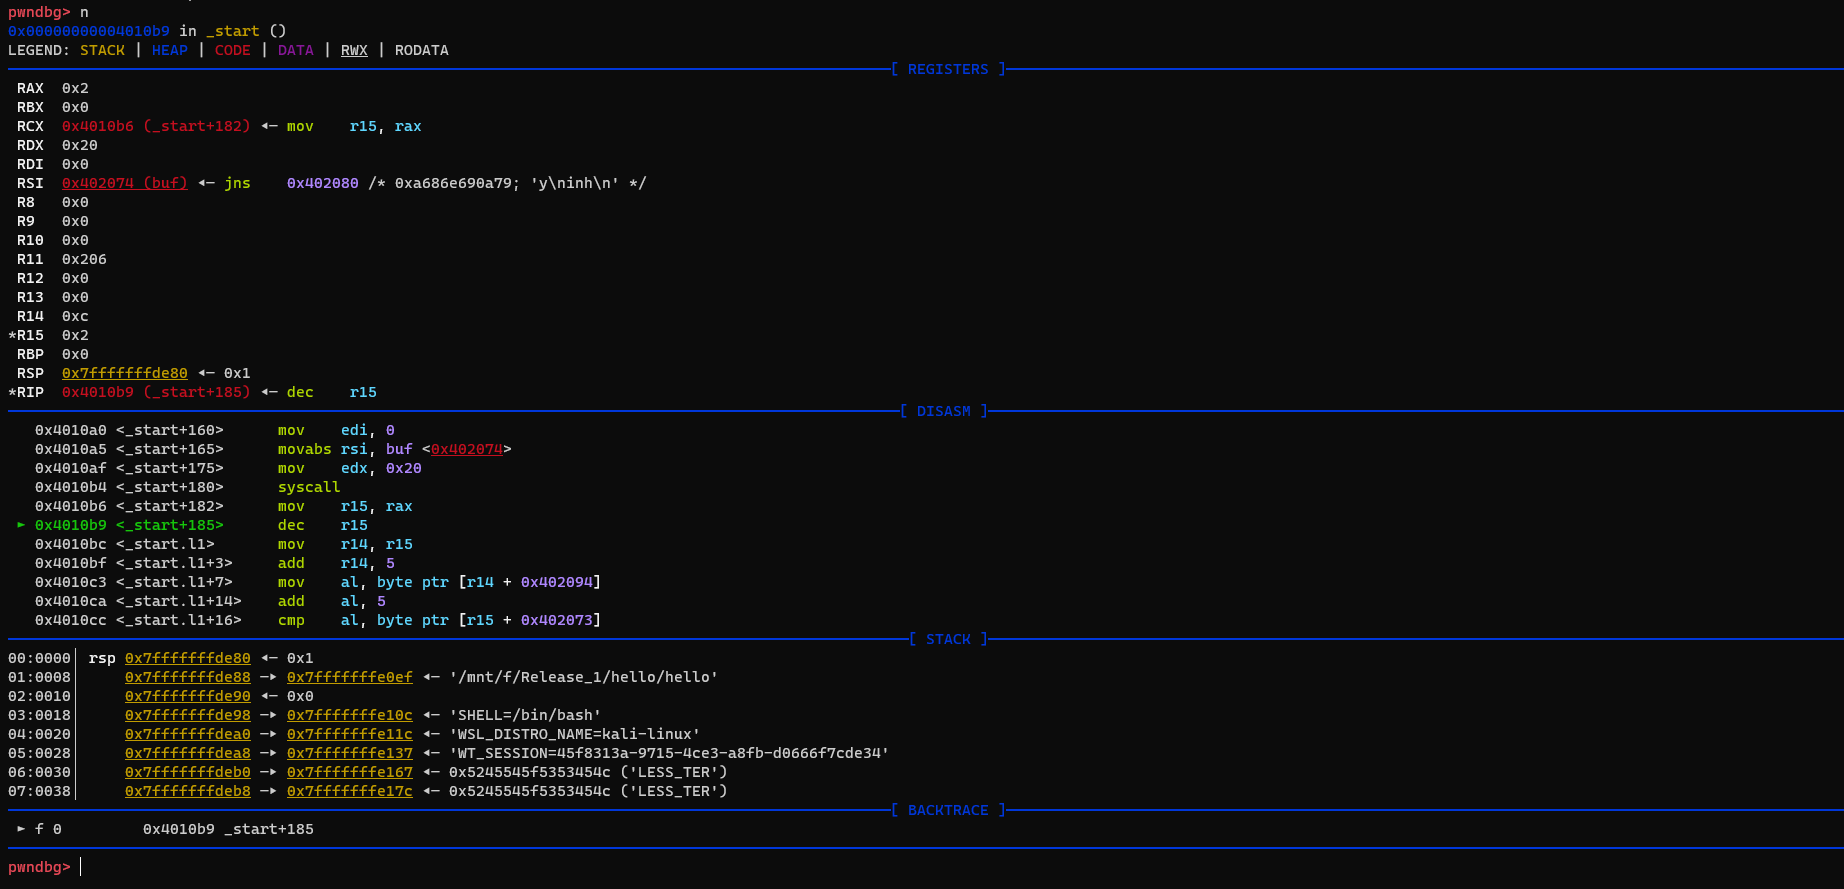 pwndbg> n
0x00000000004010b9 in _start ()
LEGEND: STACK | HEAP | CODE | DATA | RWX | RODATA
[ REGISTERS ]
RAX  0x2
RBX  0x0
RCX  0x4010b6 (_start+182) ◂— mov    r15, rax
RDX  0x20
RDI  0x0
RSI  0x402074 (buf) ◂— jns    0x402080 /* 0xa686e690a79; 'y\ninh\n' */
R8   0x0
R9   0x0
R10  0x0
R11  0x206
R12  0x0
R13  0x0
R14  0xc
*R15  0x2
RBP  0x0
RSP  0x7fffffffde80 ◂— 0x1
*RIP  0x4010b9 (_start+185) ◂— dec    r15
[ DISASM ]
0x4010a0 <_start+160>      mov    edi, 0
0x4010a5 <_start+165>      movabs rsi, buf <0x402074>
0x4010af <_start+175>      mov    edx, 0x20
0x4010b4 <_start+180>      syscall
0x4010b6 <_start+182>      mov    r15, rax
► 0x4010b9 <_start+185>      dec    r15
0x4010bc <_start.l1>       mov    r14, r15
0x4010bf <_start.l1+3>     add    r14, 5
0x4010c3 <_start.l1+7>     mov    al, byte ptr [r14 + 0x402094]
0x4010ca <_start.l1+14>    add    al, 5
0x4010cc <_start.l1+16>    cmp    al, byte ptr [r15 + 0x402073]
[ STACK ]
00:0000│ rsp 0x7fffffffde80 ◂— 0x1
01:0008│     0x7fffffffde88 —▸ 0x7fffffffe0ef ◂— '/mnt/f/Release_1/hello/hello'
02:0010│     0x7fffffffde90 ◂— 0x0
03:0018│     0x7fffffffde98 —▸ 0x7fffffffe10c ◂— 'SHELL=/bin/bash'
04:0020│     0x7fffffffdea0 —▸ 0x7fffffffe11c ◂— 'WSL_DISTRO_NAME=kali-linux'
05:0028│     0x7fffffffdea8 —▸ 0x7fffffffe137 ◂— 'WT_SESSION=45f8313a-9715-4ce3-a8fb-d0666f7cde34'
06:0030│     0x7fffffffdeb0 —▸ 0x7fffffffe167 ◂— 0x5245545f5353454c ('LESS_TER')
07:0038│     0x7fffffffdeb8 —▸ 0x7fffffffe17c ◂— 0x5245545f5353454c ('LESS_TER')
[ BACKTRACE ]
► f 0         0x4010b9 _start+185
pwndbg>